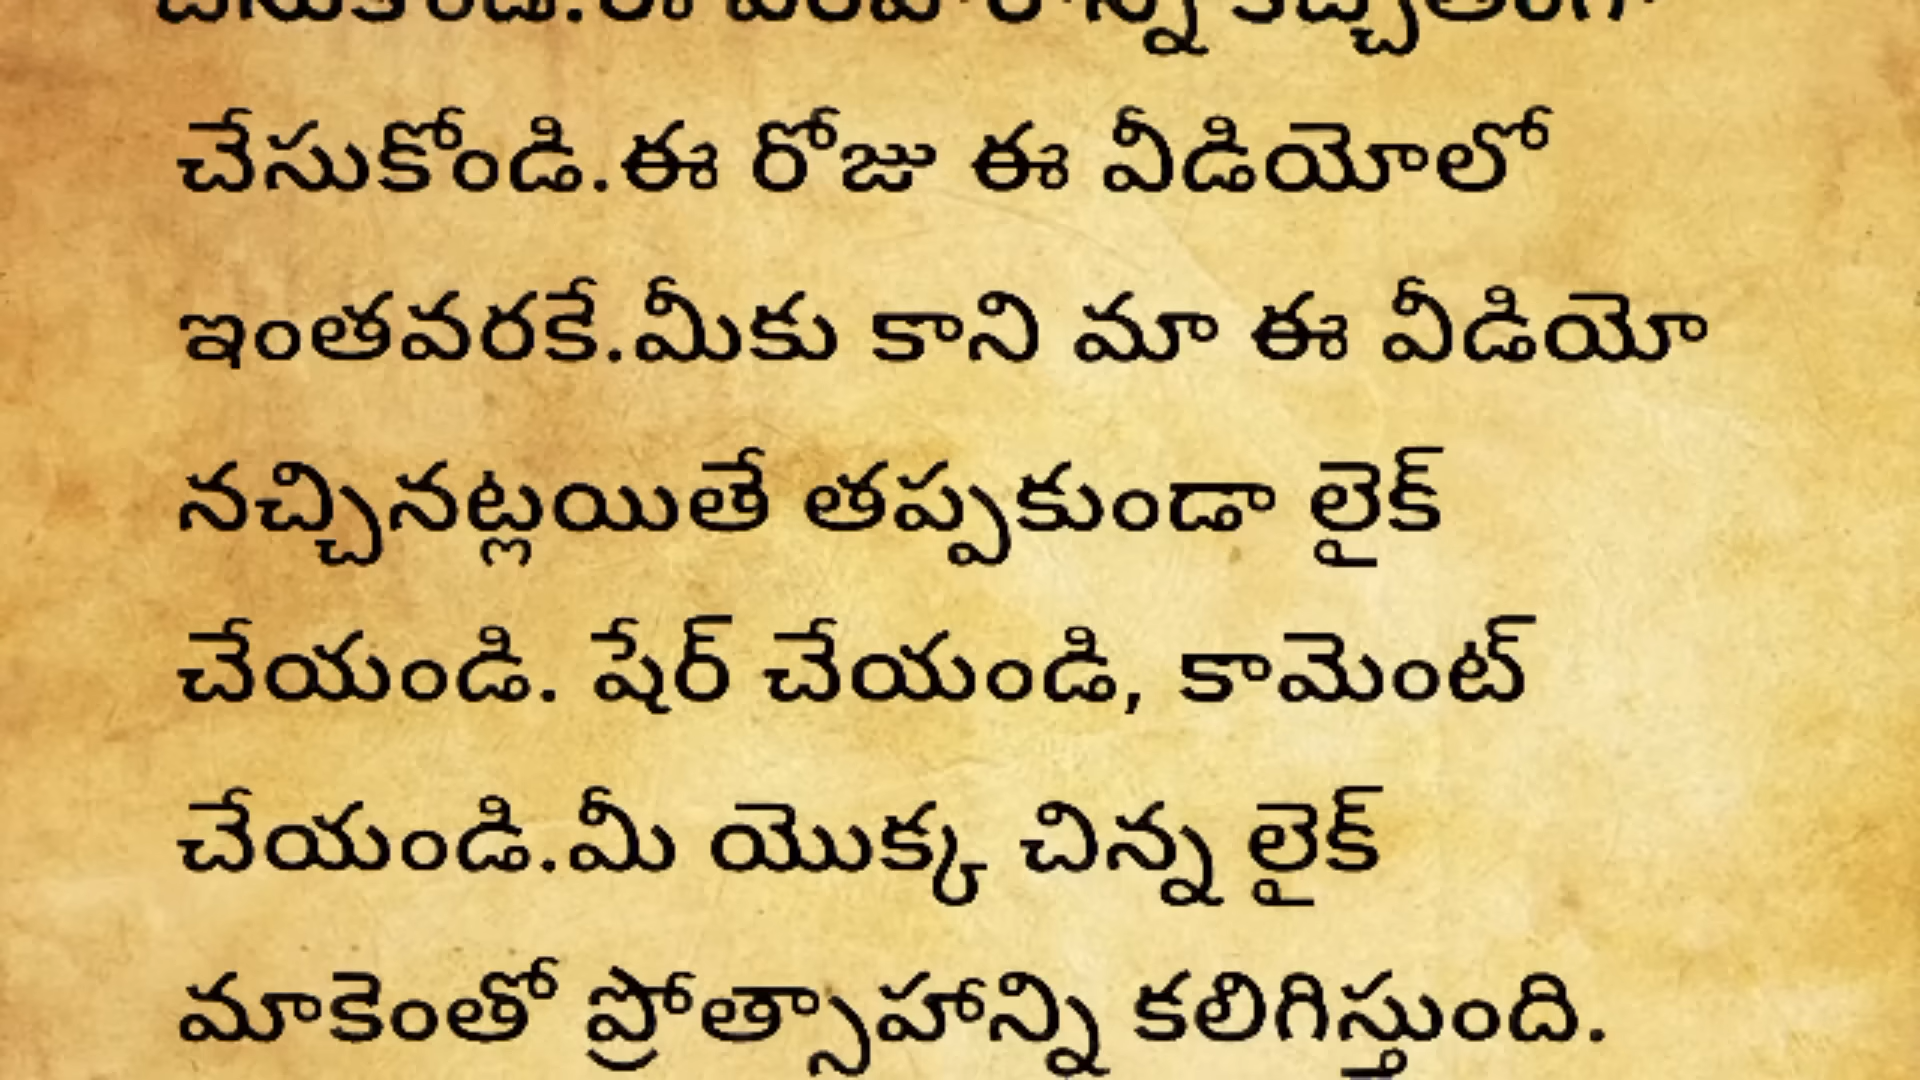 చేసుకోండి.ఈ రోజు ఈ వీడియోలో
ఇంతవరకే.మీకు కాని మా ఈ వీడియో
నచ్చినట్లయితే తప్పకుండా లైక్
చేయండి. షేర్ చేయండి, కామెంట్
చేయండి.మీ యొక్క చిన్న లైక్
మాకెంతో ప్రోత్సాహాన్ని కలిగిస్తుంది.